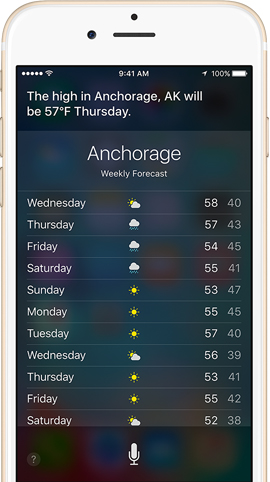 9:41 AM
100%
The high in Anchorage, AK will
be 57°F Thursday.
Anchorage
Weekly Forecast
Wednesday 58 40
Thursday 57 43
Friday 54 45
Saturday 55 41
Sunday 53 47
Monday 55 45
Tuesday 57 40
Wednesday 56 39
Thursday 53 41
Friday 55 42
Saturday 52 38
?